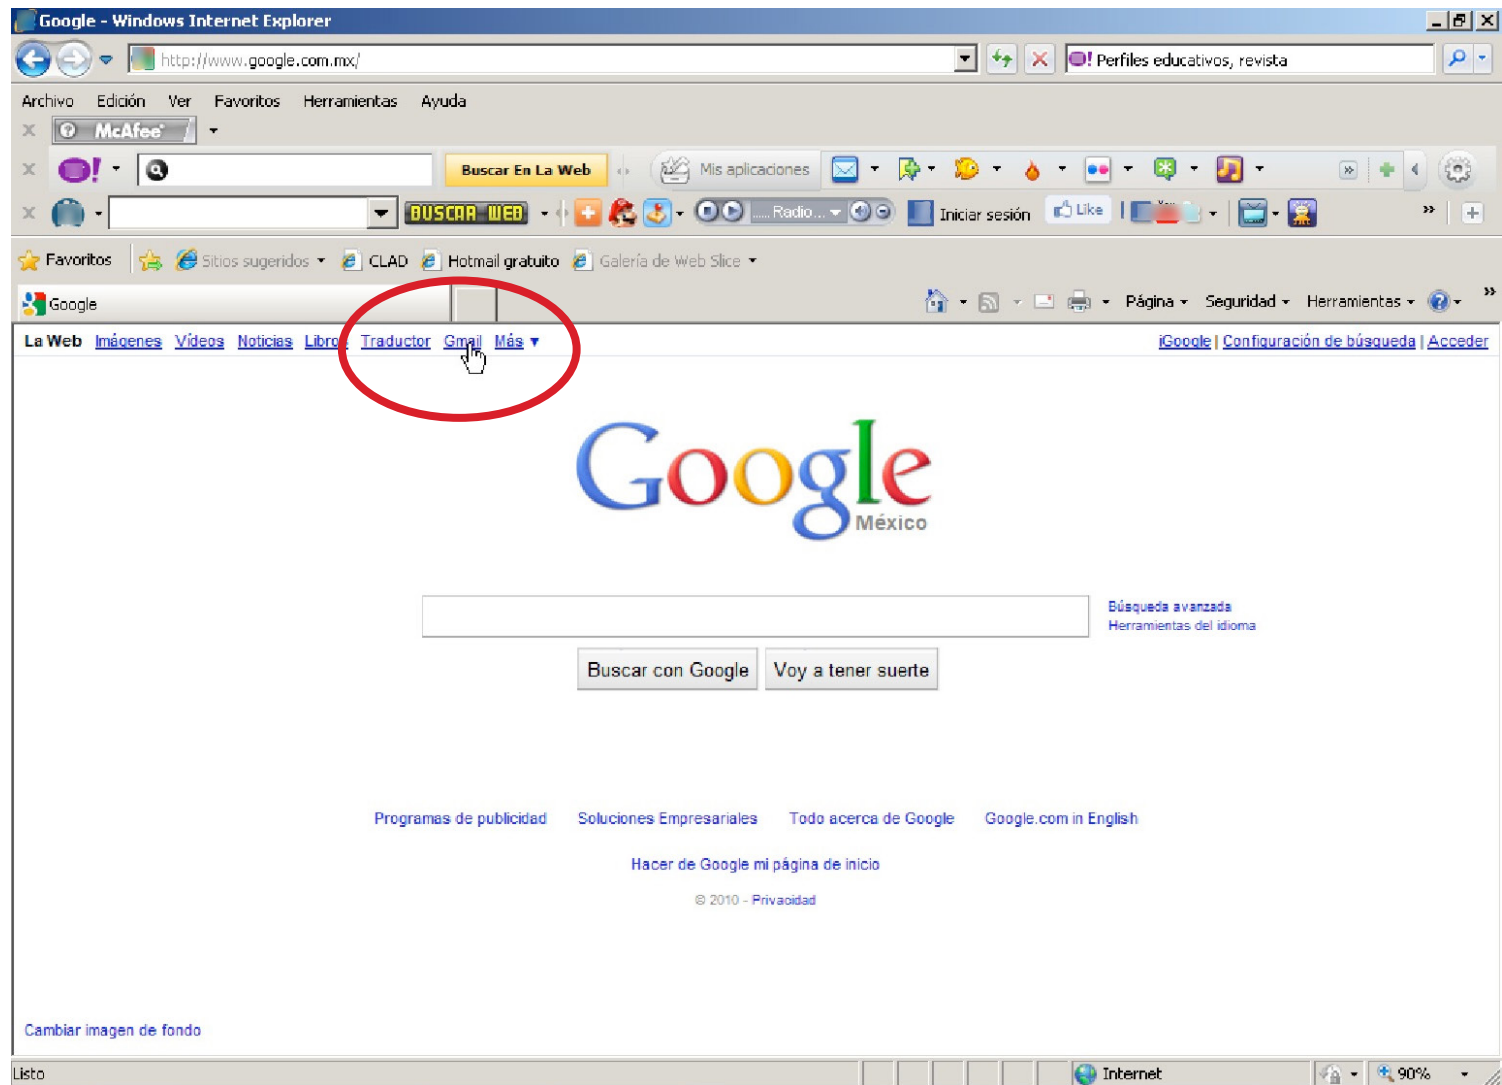 Google - Windows Internet Explorer
http://www.google.com.mx/
Perfiles educativos, revista
Archivo Edición Ver Favoritos Herramientas Ayuda
McAfee
Buscar En La Web Mis aplicaciones
BUSCAR WEB ..... Radio... Iniciar sesión Like
Favoritos Sitios sugeridos CLAD Hotmail gratuito Galería de Web Slice
Google Página Seguridad Herramientas
La Web Imágenes Vídeos Noticias Libros Traductor Gmail Más iGoogle | Configuración de búsqueda | Acceder
Google
México
Búsqueda avanzada
Herramientas del idioma
Buscar con Google Voy a tener suerte
Programas de publicidad Soluciones Empresariales Todo acerca de Google Google.com in English
Hacer de Google mi página de inicio
© 2010 - Privacidad
Cambiar imagen de fondo
Listo Internet 90%